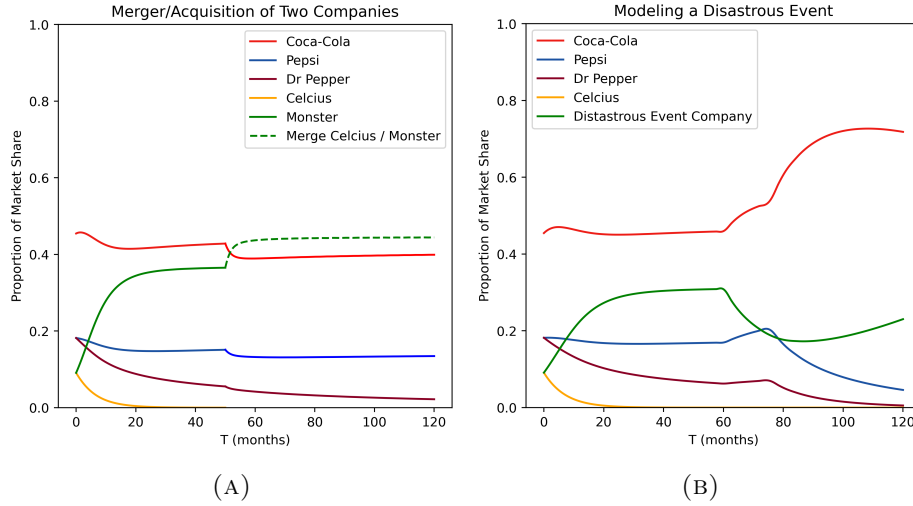 Merger/Acquisition of Two Companies
Proportion of Market Share
1.0
0.8
0.6
0.4
0.2
0.0
Coca-Cola
Pepsi
Dr Pepper
Celcius
Monster
Merge Celcius / Monster
0 20 40 60 80 100 120
T (months)
(A)
Modeling a Disastrous Event
Proportion of Market Share
1.0
0.8
0.6
0.4
0.2
0.0
Coca-Cola
Pepsi
Dr Pepper
Celcius
Distastrous Event Company
0 20 40 60 80 100 120
T (months)
(B)